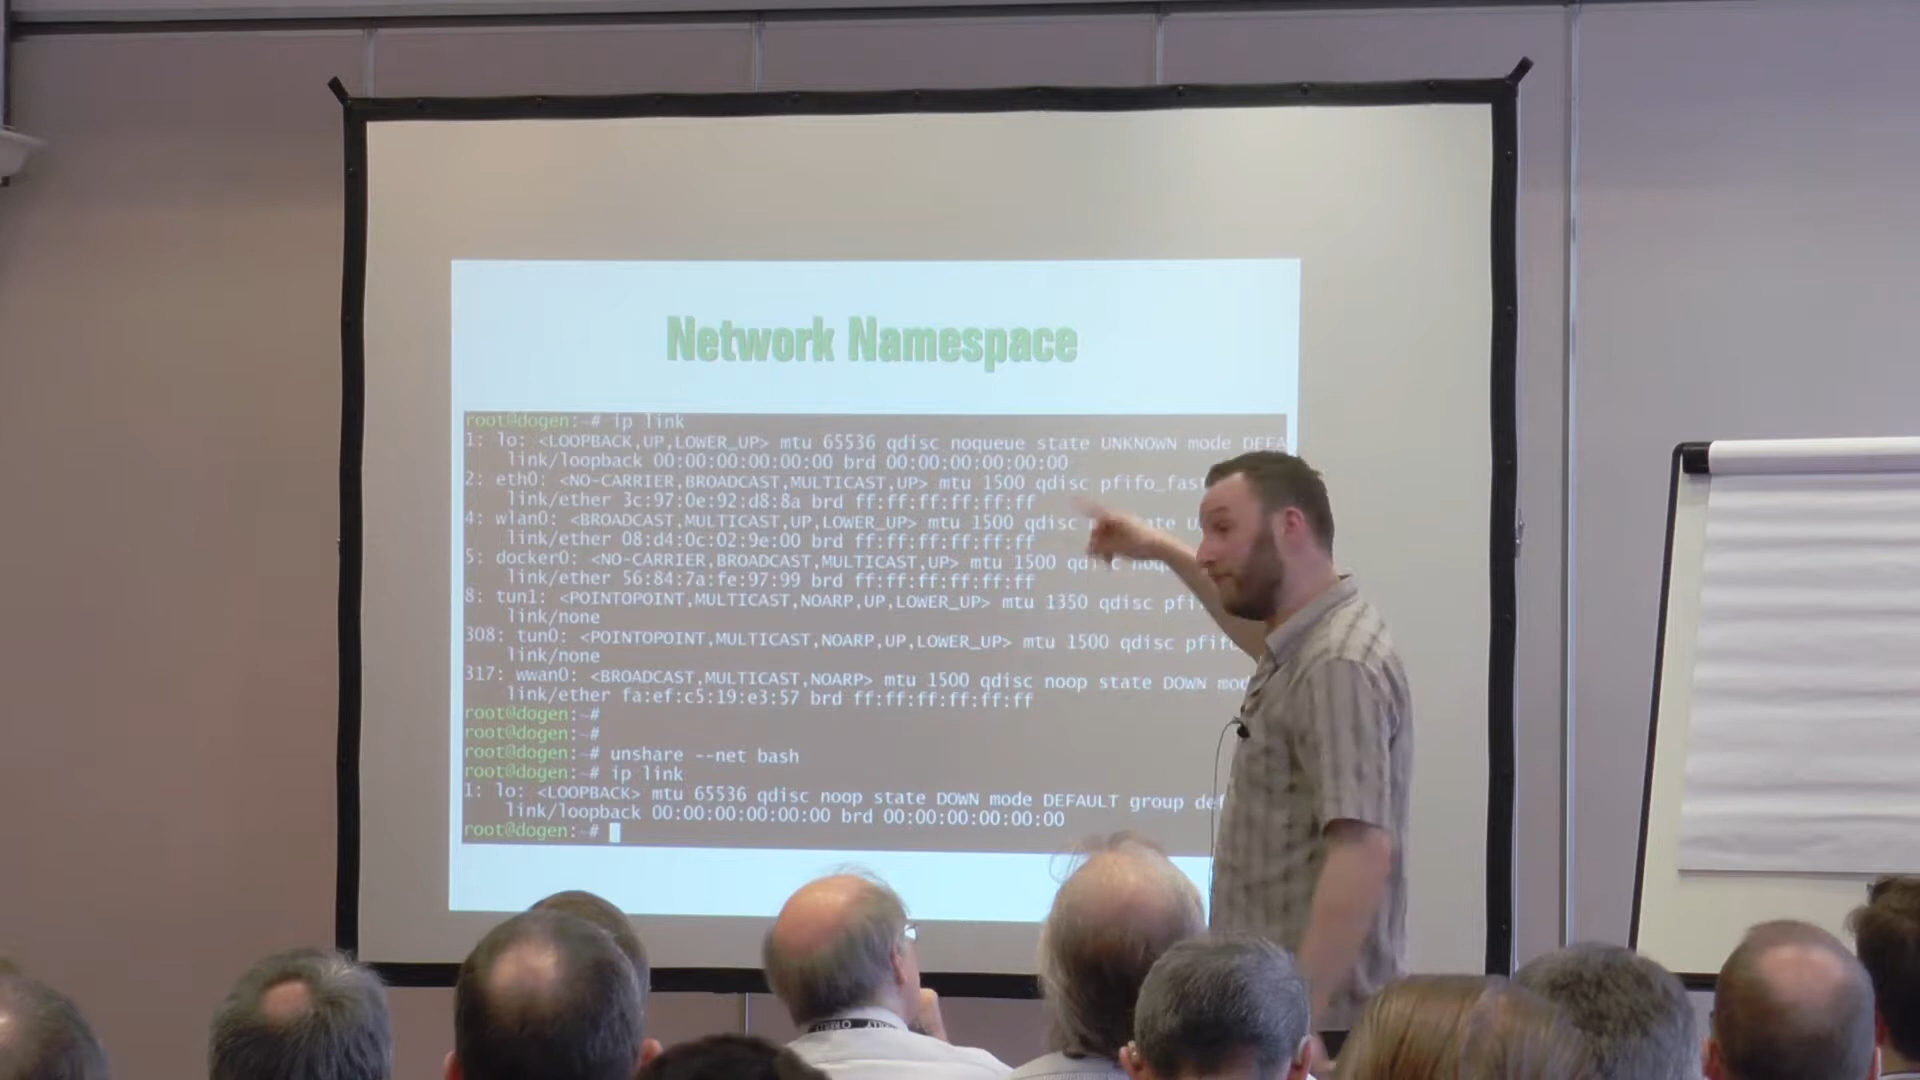 Network Namespace
root@dogen:~# ip link
1: lo: <LOOPBACK,UP,LOWER_UP> mtu 65536 qdisc noqueue state UNKNOWN mode DEFA
link/loopback 00:00:00:00:00:00 brd 00:00:00:00:00:00
2: eth0: <NO-CARRIER,BROADCAST,MULTICAST,UP> mtu 1500 qdisc pfifo_fast
link/ether 3c:97:0e:92:d8:8a brd ff:ff:ff:ff:ff:ff
4: wlan0: <BROADCAST,MULTICAST,UP,LOWER_UP> mtu 1500 qdisc
link/ether 08:d4:0c:02:9e:00 brd ff:ff:ff:ff:ff:ff
5: docker0: <NO-CARRIER,BROADCAST,MULTICAST,UP> mtu 1500
link/ether 56:84:7a:fe:97:99 brd ff:ff:ff:ff:ff:ff
8: tun1: <POINTOPOINT,MULTICAST,NOARP,UP,LOWER_UP> mtu 1350 qdisc pfi
link/none
308: tun0: <POINTOPOINT,MULTICAST,NOARP,UP,LOWER_UP> mtu 1500 qdisc pfif
link/none
317: wwan0: <BROADCAST,MULTICAST,NOARP> mtu 1500 qdisc noop state DOWN mod
link/ether fa:ef:c5:19:e3:57 brd ff:ff:ff:ff:ff:ff
root@dogen:~#
root@dogen:~#
root@dogen:~# unshare --net bash
root@dogen:~# ip link
1: lo: <LOOPBACK> mtu 65536 qdisc noop state DOWN mode DEFAULT group def
link/loopback 00:00:00:00:00:00 brd 00:00:00:00:00:00
root@dogen:~#